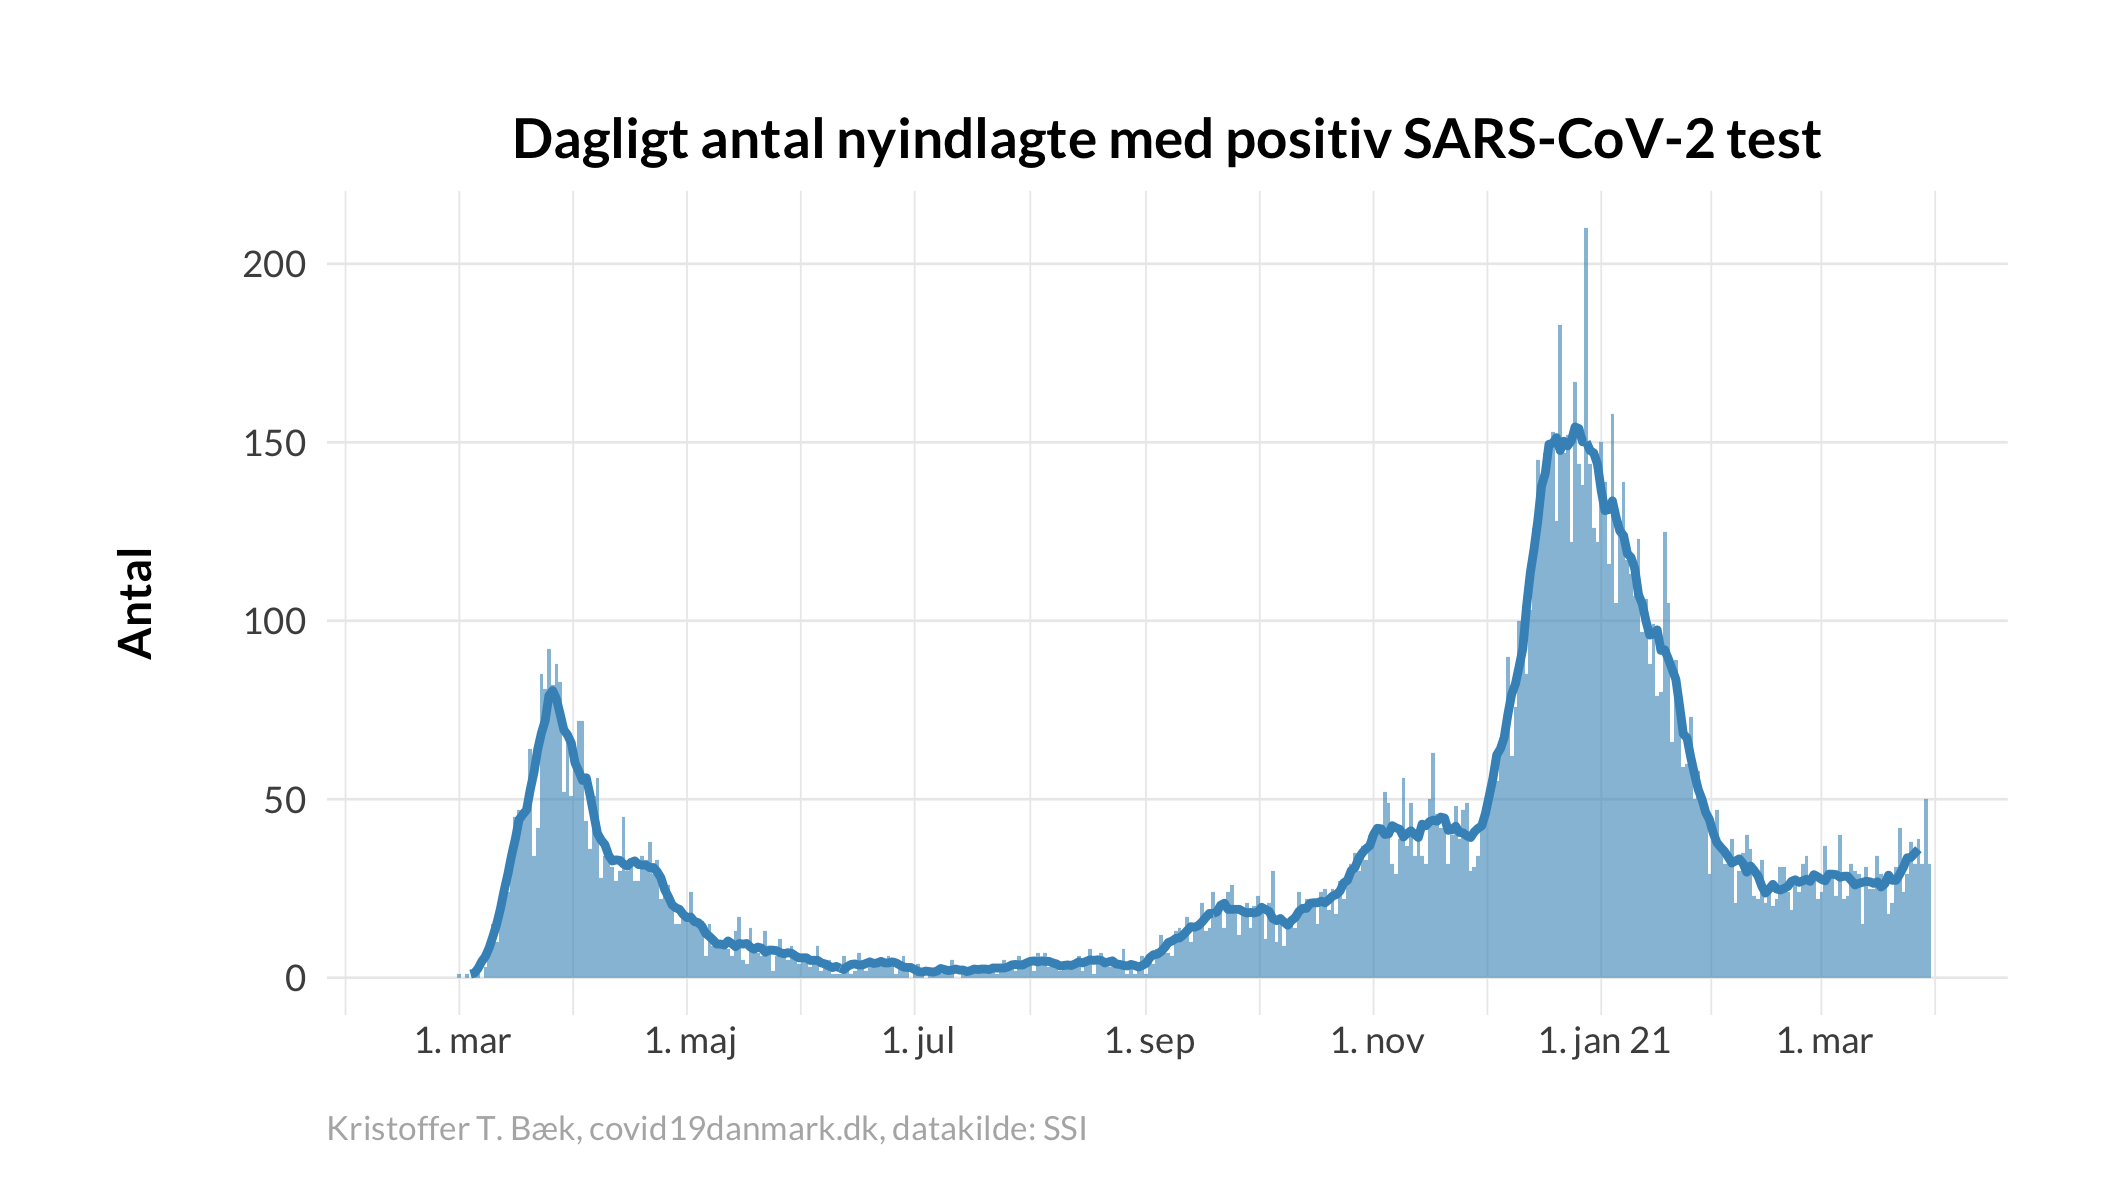 Dagligt antal nyindlagte med positiv SARS-CoV-2 test
Antal
200
150
100
50
0
1. mar
1. maj
1. jul
1. sep
1. nov
1. jan 21
1. mar
Kristoffer T. Bæk, covid19danmark.dk, datakilde: SSI